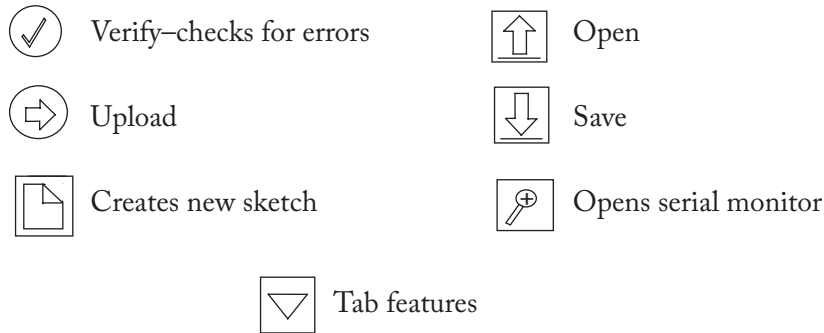 Verify–checks for errors
Open
Upload
Save
Creates new sketch
Opens serial monitor
Tab features